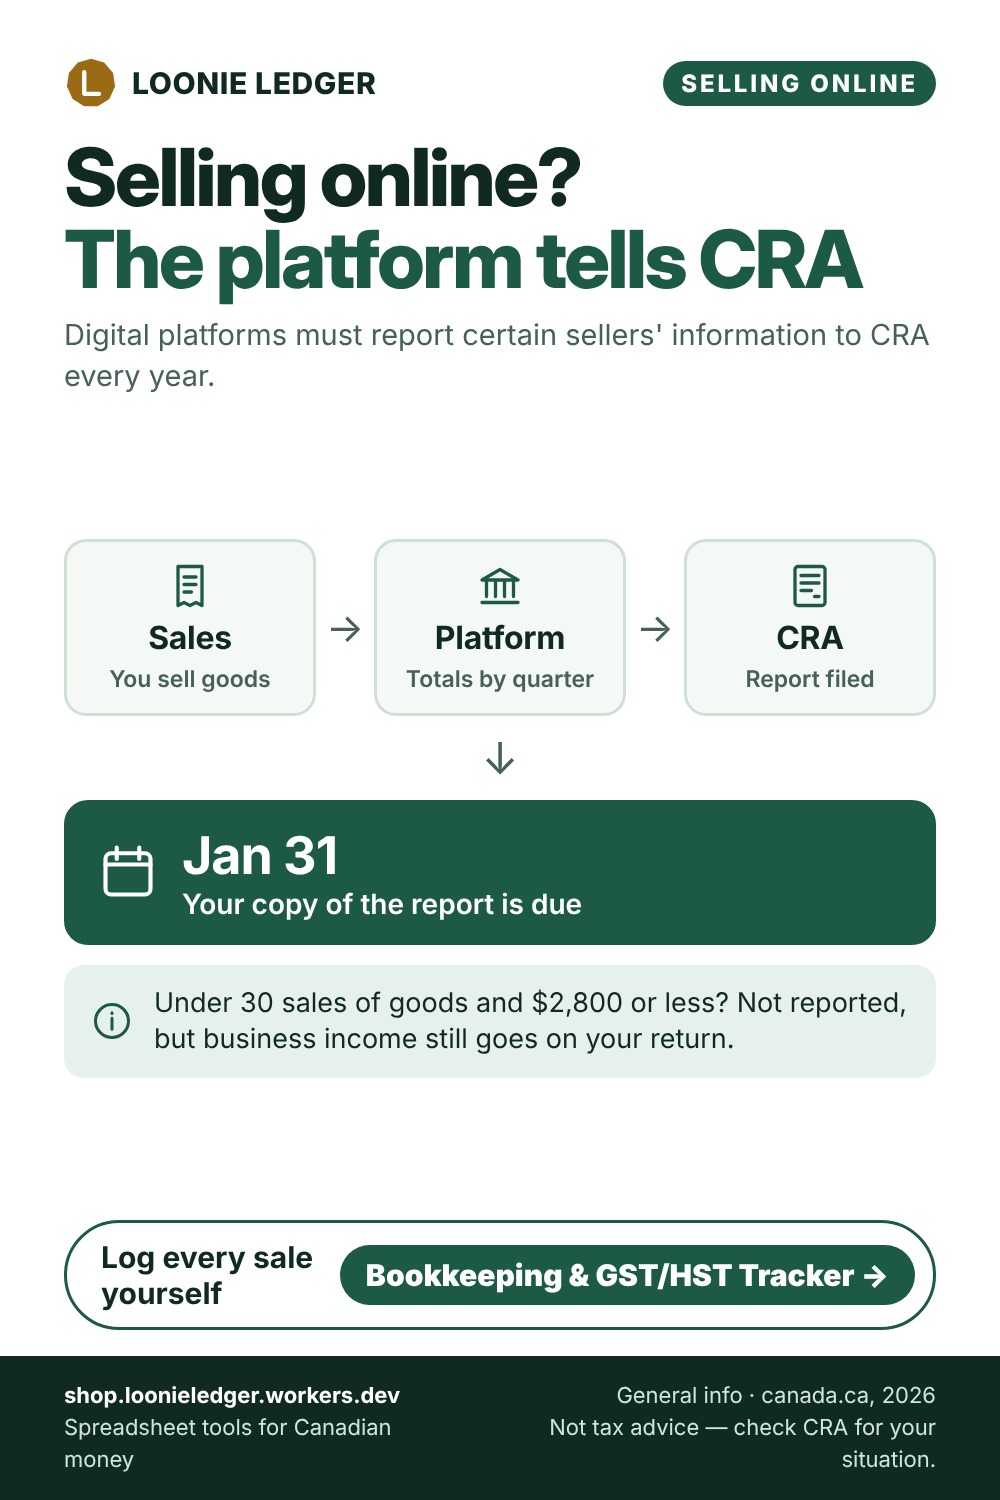 L LOONIE LEDGER
SELLING ONLINE
Selling online?
The platform tells CRA
Digital platforms must report certain sellers' information to CRA
every year.
Sales
You sell goods
→
Platform
Totals by quarter
→
CRA
Report filed
↓
Jan 31
Your copy of the report is due
Under 30 sales of goods and $2,800 or less? Not reported,
but business income still goes on your return.
Log every sale
yourself
Bookkeeping & GST/HST Tracker →
shop.loonieledger.workers.dev
Spreadsheet tools for Canadian
money
General info · canada.ca, 2026
Not tax advice — check CRA for your
situation.